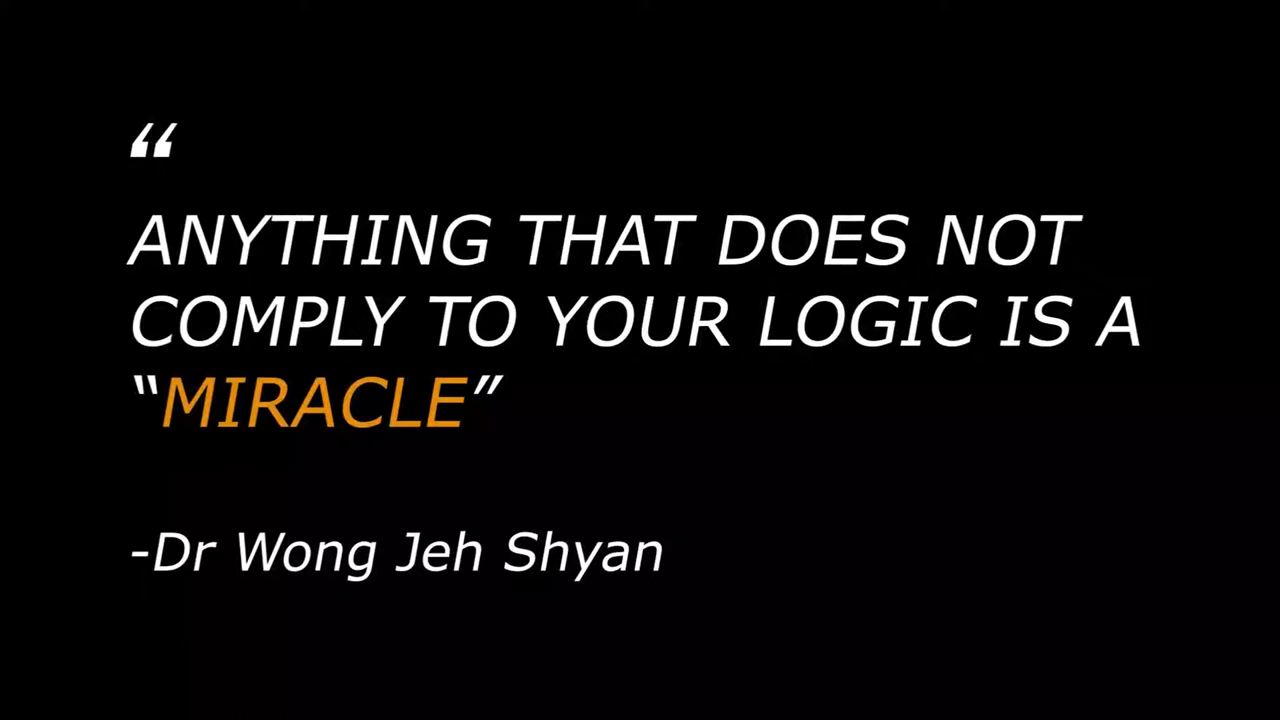 “
ANYTHING THAT DOES NOT
COMPLY TO YOUR LOGIC IS A
“MIRACLE”
-Dr Wong Jeh Shyan